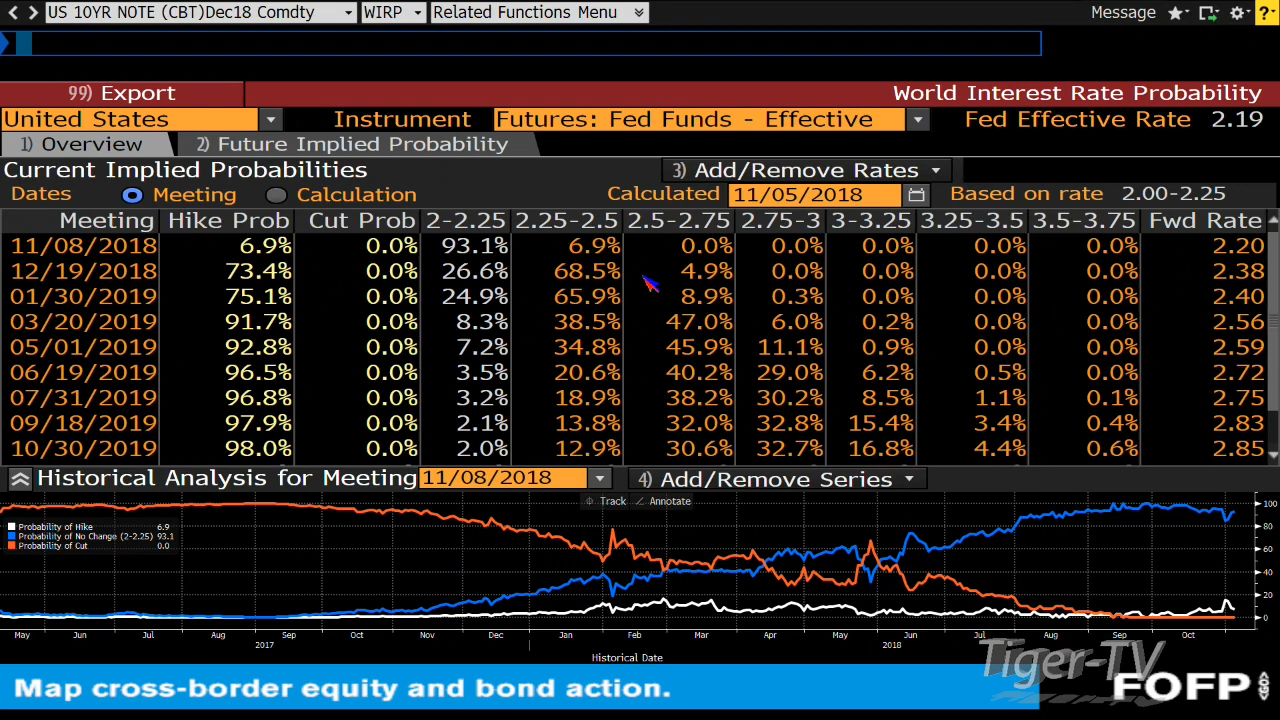 US 10YR NOTE (CBT)Dec18 Comdty WIRP Related Functions Menu Message ?
99) Export World Interest Rate Probability
United States Instrument Futures: Fed Funds - Effective Fed Effective Rate 2.19
1) Overview 2) Future Implied Probability
Current Implied Probabilities 3) Add/Remove Rates
Dates Meeting Calculation Calculated 11/05/2018 Based on rate 2.00-2.25
Meeting Hike Prob Cut Prob 2-2.25 2.25-2.5 2.5-2.75 2.75-3 3-3.25 3.25-3.5 3.5-3.75 Fwd Rate
11/08/2018 6.9% 0.0% 93.1% 6.9% 0.0% 0.0% 0.0% 0.0% 0.0% 2.20
12/19/2018 73.4% 0.0% 26.6% 68.5% 4.9% 0.0% 0.0% 0.0% 0.0% 2.38
01/30/2019 75.1% 0.0% 24.9% 65.9% 8.9% 0.3% 0.0% 0.0% 0.0% 2.40
03/20/2019 91.7% 0.0% 8.3% 38.5% 47.0% 6.0% 0.2% 0.0% 0.0% 2.56
05/01/2019 92.8% 0.0% 7.2% 34.8% 45.9% 11.1% 0.9% 0.0% 0.0% 2.59
06/19/2019 96.5% 0.0% 3.5% 20.6% 40.2% 29.0% 6.2% 0.5% 0.0% 2.72
07/31/2019 96.8% 0.0% 3.2% 18.9% 38.2% 30.2% 8.5% 1.1% 0.1% 2.75
09/18/2019 97.9% 0.0% 2.1% 13.8% 32.0% 32.8% 15.4% 3.4% 0.4% 2.83
10/30/2019 98.0% 0.0% 2.0% 12.9% 30.6% 32.7% 16.8% 4.4% 0.6% 2.85
Historical Analysis for Meeting 11/08/2018 4) Add/Remove Series
Track Annotate
Probability of Hike 6.9
Probability of No Change (2-2.25) 93.1
Probability of Cut 0.0
100
80
60
40
20
0
May Jun Jul Aug Sep Oct Nov Dec Jan Feb Mar Apr May Jun Jul Aug Sep Oct
2017 2018
Historical Date
Tiger-TV
Map cross-border equity and bond action. FOFP <GO>